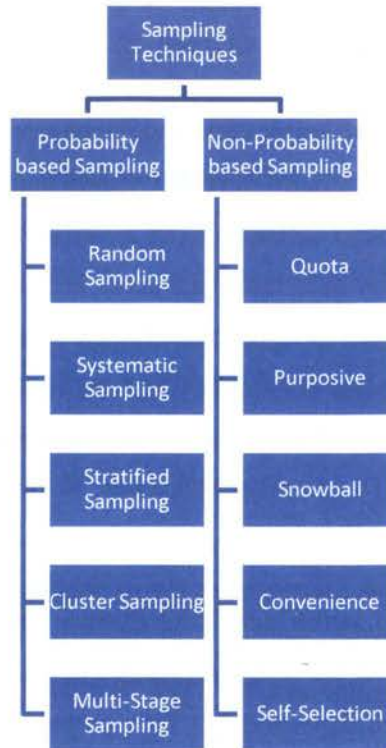 Sampling
Techniques
Probability
based Sampling
Non-Probability
based Sampling
Random
Sampling
Systematic
Sampling
Stratified
Sampling
Cluster Sampling
Multi-Stage
Sampling
Quota
Purposive
Snowball
Convenience
Self-Selection